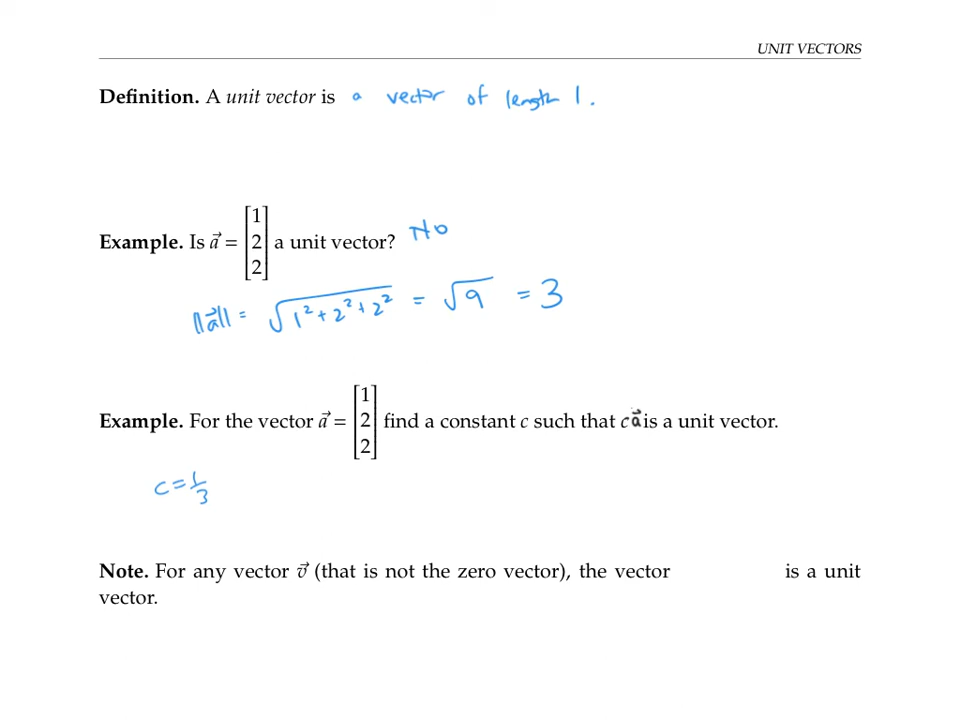 UNIT VECTORS
Definition. A unit vector is a vector of length 1.
Example. Is a⃗ = [1 2 2] a unit vector? No
||a⃗|| = √(1² + 2² + 2²) = √9 = 3
Example. For the vector a⃗ = [1 2 2] find a constant c such that ca⃗ is a unit vector.
c = 1/3
Note. For any vector v⃗ (that is not the zero vector), the vector is a unit
vector.